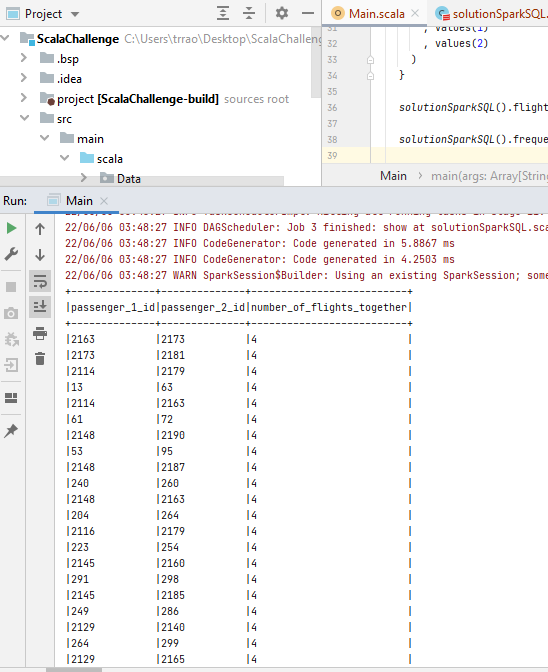 Project
Main.scala
solutionSparkSQL.
ScalaChallenge C:\Users\trrao\Desktop\ScalaChalleng
.bsp
.idea
project [ScalaChallenge-build] sources root
src
main
scala
Data
31 , values(1)
32 , values(2)
33 )
34 }
35
36 solutionSparkSQL().flight
37
38 solutionSparkSQL().freque
39
Main > main(args: Array[String
Run: Main
22/06/06 03:48:27 INFO DAGScheduler: Job 3 finished: show at solutionSparkSQL.sca
22/06/06 03:48:27 INFO CodeGenerator: Code generated in 5.8867 ms
22/06/06 03:48:27 INFO CodeGenerator: Code generated in 4.2503 ms
22/06/06 03:48:27 WARN SparkSession$Builder: Using an existing SparkSession; some
+--------------+--------------+--------------------------+
|passenger_1_id|passenger_2_id|number_of_flights_together|
+--------------+--------------+--------------------------+
|2163 |2173 |4 |
|2173 |2181 |4 |
|2114 |2179 |4 |
|13 |63 |4 |
|2114 |2163 |4 |
|61 |72 |4 |
|2148 |2190 |4 |
|53 |95 |4 |
|2148 |2187 |4 |
|240 |260 |4 |
|2148 |2163 |4 |
|204 |264 |4 |
|2116 |2179 |4 |
|223 |254 |4 |
|2145 |2160 |4 |
|291 |298 |4 |
|2145 |2185 |4 |
|249 |286 |4 |
|2129 |2140 |4 |
|264 |299 |4 |
|2129 |2165 |4 |